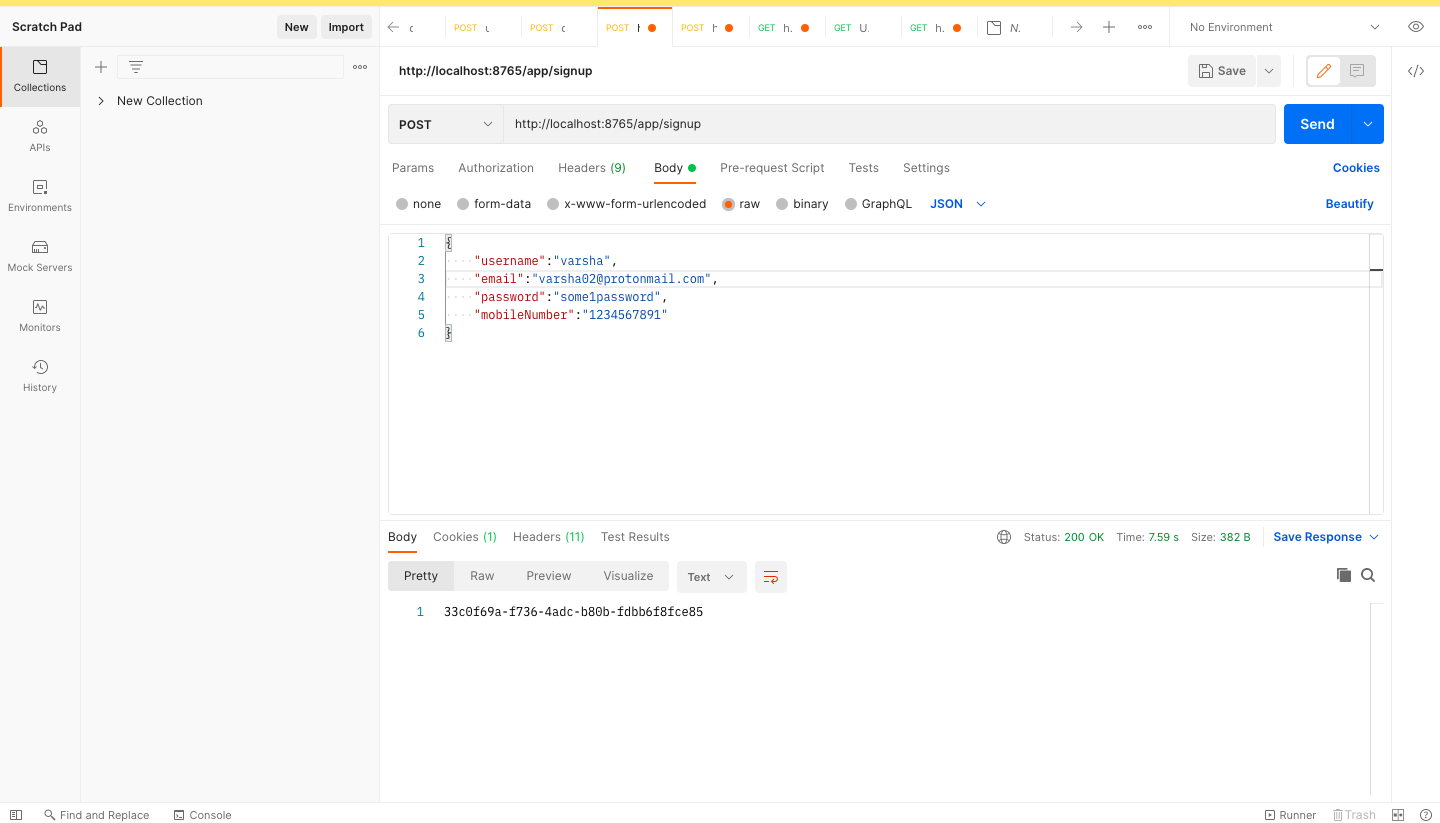 Scratch Pad
New
Import
POST
POST
POST
POST
GET h.
GET U.
GET h.
N.
No Environment
Collections
APIs
Environments
Mock Servers
Monitors
History
New Collection
http://localhost:8765/app/signup
Save
POST
http://localhost:8765/app/signup
Send
Params
Authorization
Headers (9)
Body
Pre-request Script
Tests
Settings
Cookies
none
form-data
x-www-form-urlencoded
raw
binary
GraphQL
JSON
Beautify
1 {
2 "username":"varsha",
3 "email":"varsha02@protonmail.com",
4 "password":"some1password",
5 "mobileNumber":"1234567891"
6 }
Body
Cookies (1)
Headers (11)
Test Results
Status: 200 OK
Time: 7.59 s
Size: 382 B
Save Response
Pretty
Raw
Preview
Visualize
Text
1 33c0f69a-f736-4adc-b80b-fdbb6f8fce85
Find and Replace
Console
Runner
Trash